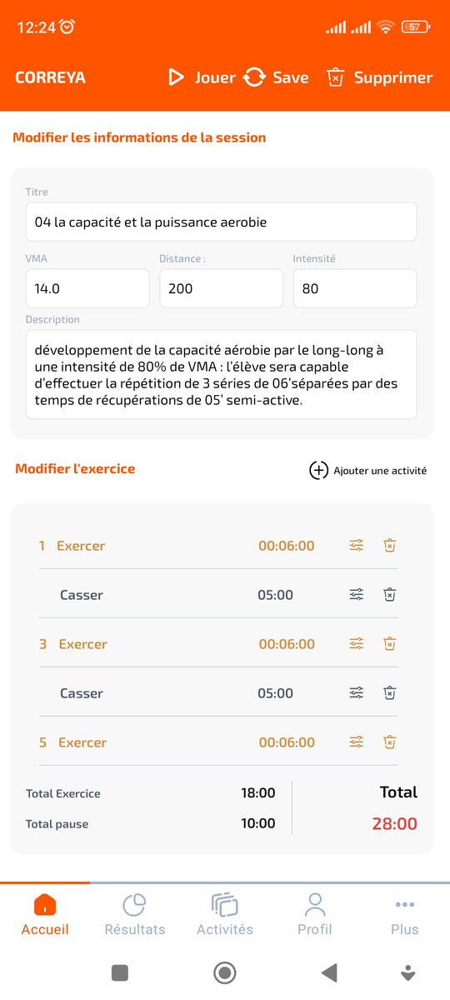 12:24
57
CORREYA
Jouer
Save
Supprimer
Modifier les informations de la session
Titre
04 la capacité et la puissance aerobie
VMA
Distance :
Intensité
14.0
200
80
Description
développement de la capacité aérobie par le long-long à
une intensité de 80% de VMA : l'élève sera capable
d'effectuer la répétition de 3 séries de 06'séparées par des
temps de récupérations de 05' semi-active.
Modifier l'exercice
Ajouter une activité
1 Exercer 00:06:00
Casser 05:00
3 Exercer 00:06:00
Casser 05:00
5 Exercer 00:06:00
Total Exercice 18:00
Total
Total pause 10:00
28:00
Accueil
Résultats
Activités
Profil
Plus